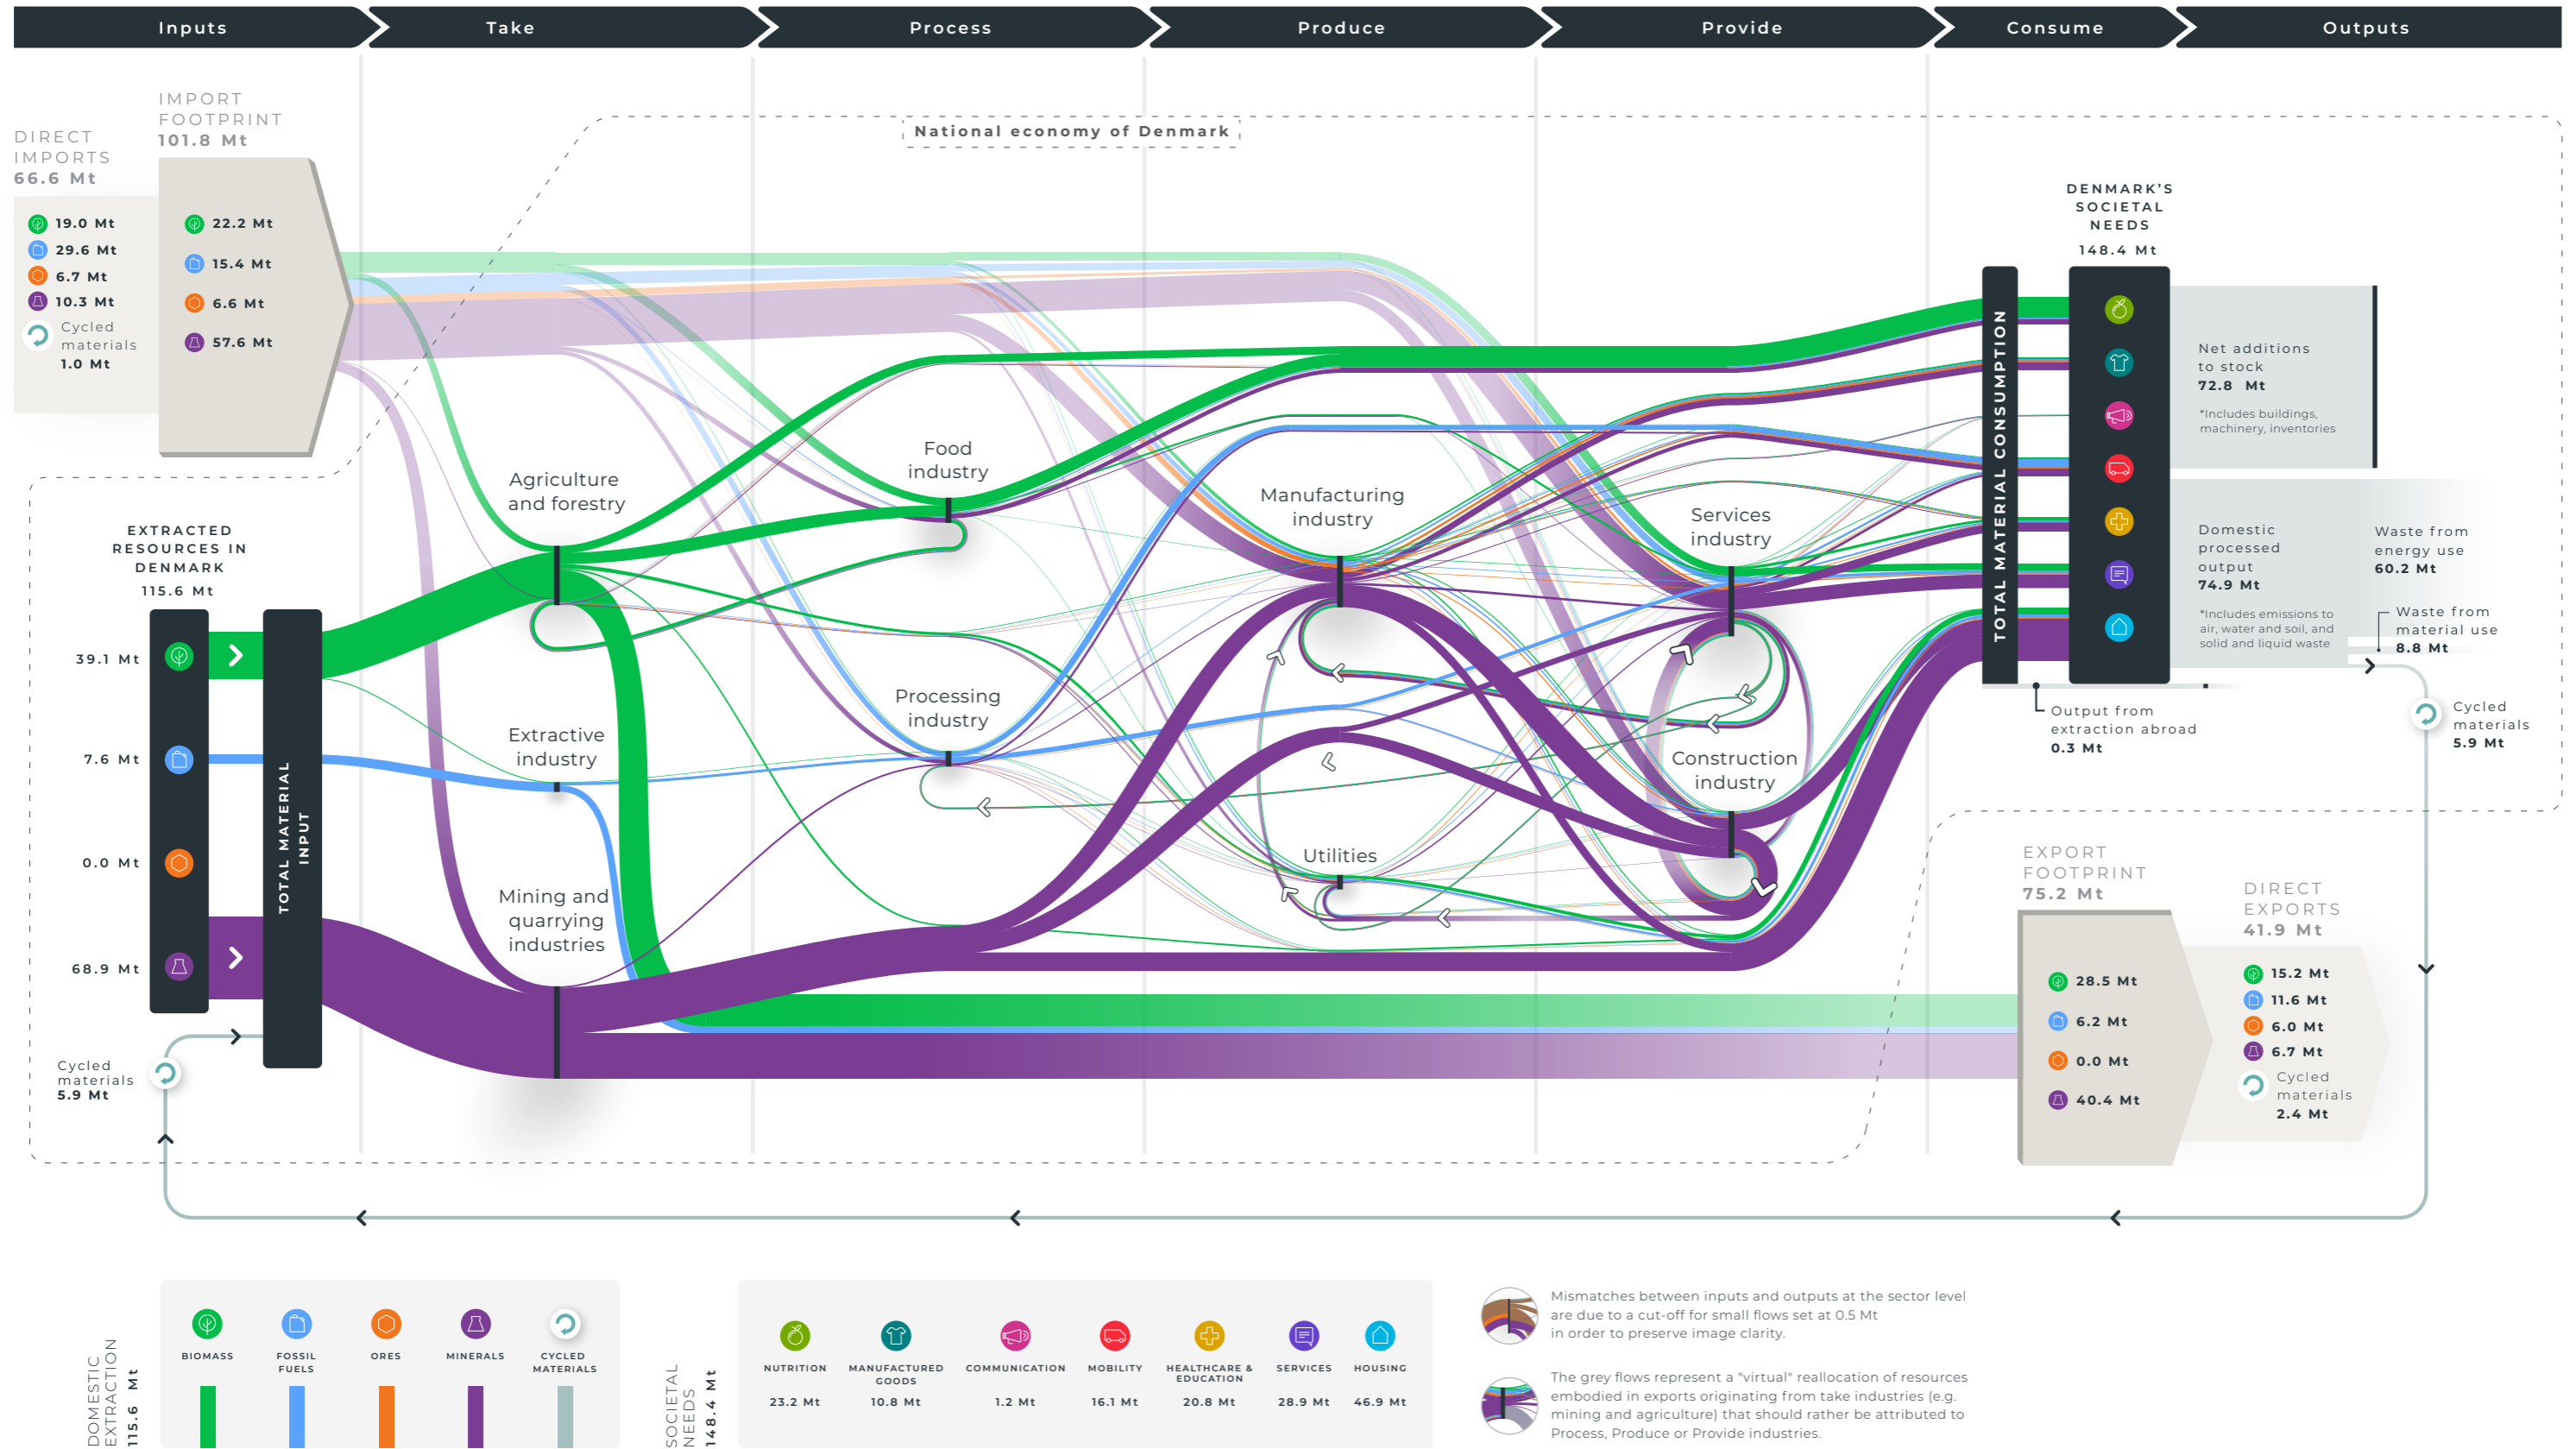 Inputs
Take
Process
Produce
Provide
Consume
Outputs
National economy of Denmark
DIRECT
IMPORTS
66.6 Mt
19.0 Mt
29.6 Mt
6.7 Mt
10.3 Mt
Cycled
materials
1.0 Mt
IMPORT
FOOTPRINT
101.8 Mt
22.2 Mt
15.4 Mt
6.6 Mt
57.6 Mt
EXTRACTED
RESOURCES IN
DENMARK
115.6 Mt
39.1 Mt
7.6 Mt
0.0 Mt
68.9 Mt
TOTAL MATERIAL
INPUT
Cycled
materials
5.9 Mt
Agriculture
and forestry
Extractive
industry
Mining and
quarrying
industries
Food
industry
Processing
industry
Manufacturing
industry
Utilities
Services
industry
Construction
industry
TOTAL MATERIAL CONSUMPTION
DENMARK'S
SOCIETAL
NEEDS
148.4 Mt
Net additions
to stock
72.8 Mt
*Includes buildings,
machinery, inventories
Domestic
processed
output
74.9 Mt
*Includes emissions to
air, water and soil, and
solid and liquid waste
Waste from
energy use
60.2 Mt
Waste from
material use
8.8 Mt
Output from
extraction abroad
0.3 Mt
Cycled
materials
5.9 Mt
EXPORT
FOOTPRINT
75.2 Mt
28.5 Mt
6.2 Mt
0.0 Mt
40.4 Mt
DIRECT
EXPORTS
41.9 Mt
15.2 Mt
11.6 Mt
6.0 Mt
6.7 Mt
Cycled
materials
2.4 Mt
DOMESTIC
EXTRACTION
115.6 Mt
BIOMASS
FOSSIL
FUELS
ORES
MINERALS
CYCLED
MATERIALS
SOCIETAL
NEEDS
148.4 Mt
NUTRITION
23.2 Mt
MANUFACTURED
GOODS
10.8 Mt
COMMUNICATION
1.2 Mt
MOBILITY
16.1 Mt
HEALTHCARE &
EDUCATION
20.8 Mt
SERVICES
28.9 Mt
HOUSING
46.9 Mt
Mismatches between inputs and outputs at the sector level
are due to a cut-off for small flows set at 0.5 Mt
in order to preserve image clarity.
The grey flows represent a "virtual" reallocation of resources
embodied in exports originating from take industries (e.g.
mining and agriculture) that should rather be attributed to
Process, Produce or Provide industries.